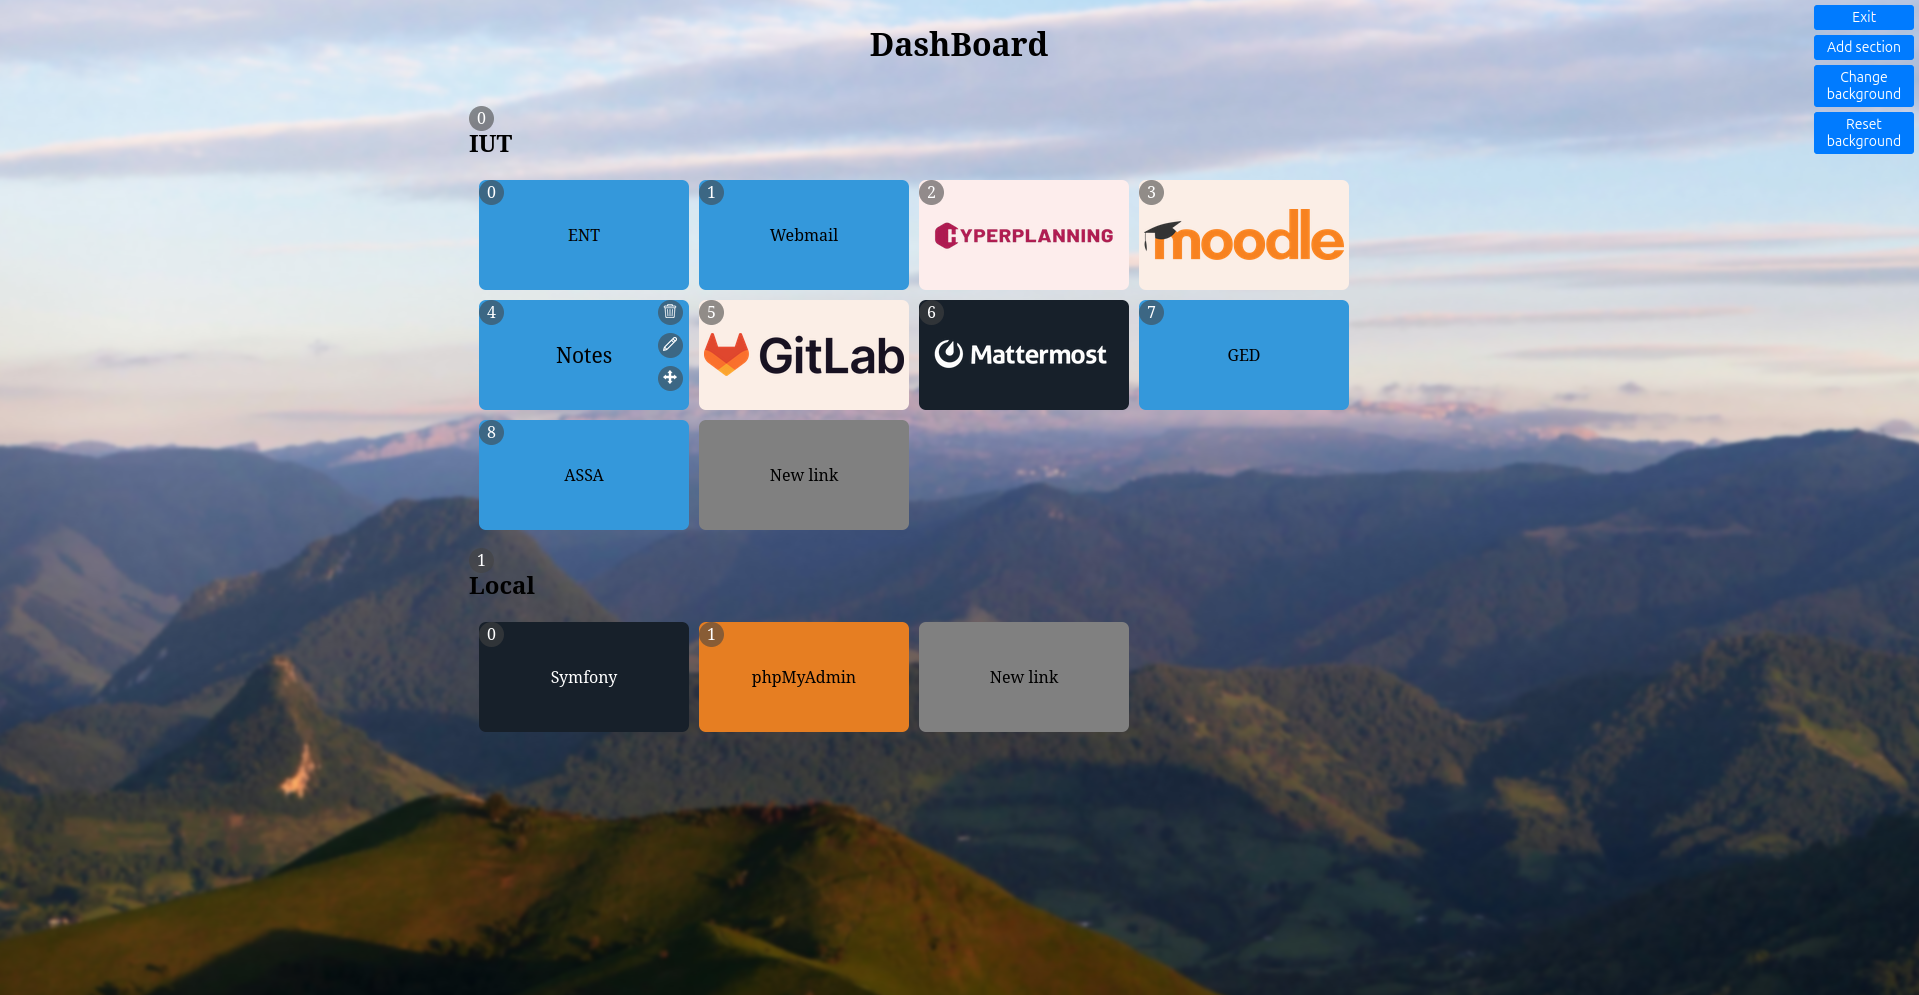 DashBoard
Exit
Add section
Change
background
Reset
background
0
IUT
0
ENT
1
Webmail
2
HYPERPLANNING
3
moodle
4
Notes
5
GitLab
6
Mattermost
7
GED
8
ASSA
New link
1
Local
0
Symfony
1
phpMyAdmin
New link